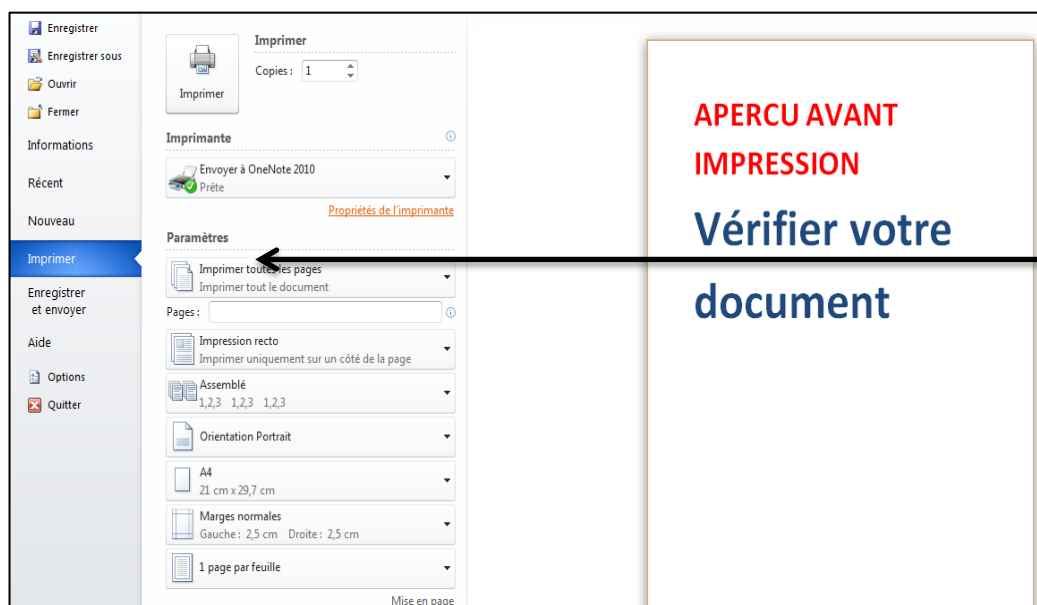 Enregistrer
Enregistrer sous
Ouvrir
Fermer
Informations
Récent
Nouveau
Imprimer
Enregistrer
et envoyer
Aide
Options
Quitter
Imprimer
Imprimer
Copies : 1
Imprimante
Envoyer à OneNote 2010
Prête
Propriétés de l'imprimante
Paramètres
Imprimer toutes les pages
Imprimer tout le document
Pages :
Impression recto
Imprimer uniquement sur un côté de la page
Assemblé
1,2,3 1,2,3 1,2,3
Orientation Portrait
A4
21 cm x 29,7 cm
Marges normales
Gauche : 2,5 cm Droite : 2,5 cm
1 page par feuille
Mise en page
APERCU AVANT
IMPRESSION
Vérifier votre
document